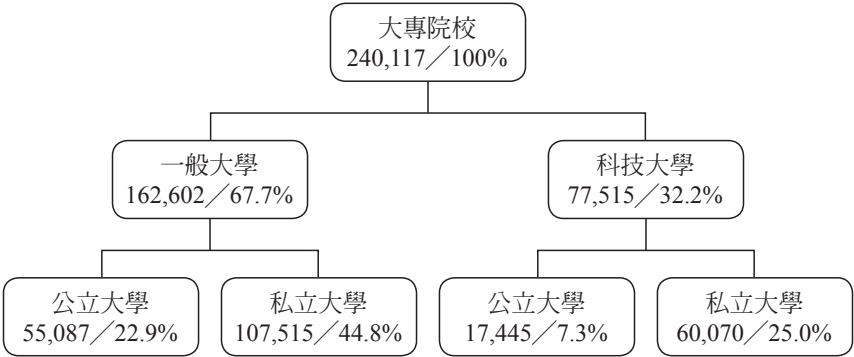 大專院校
240,117╱100%
一般大學
162,602╱67.7%
科技大學
77,515╱32.2%
公立大學
55,087╱22.9%
私立大學
107,515╱44.8%
公立大學
17,445╱7.3%
私立大學
60,070╱25.0%